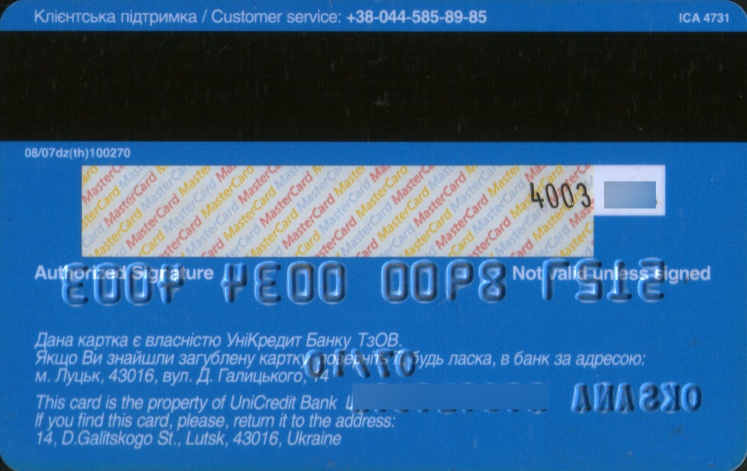 Клієнтська підтримка / Customer service: +38-044-585-89-85
ICA 4731
08/07dz(th)100270
4003
Authorized Signature
Not valid unless signed
Дана картка є власністю УніКредит Банку ТзОВ.
Якщо Ви знайшли загублену картку, поверніть її, будь ласка, в банк за адресою:
м. Луцьк, 43016, вул. Д. Галицького, 14
This card is the property of UniCredit Bank
If you find this card, please, return it to the address:
14, D.Galitskogo St., Lutsk, 43016, Ukraine